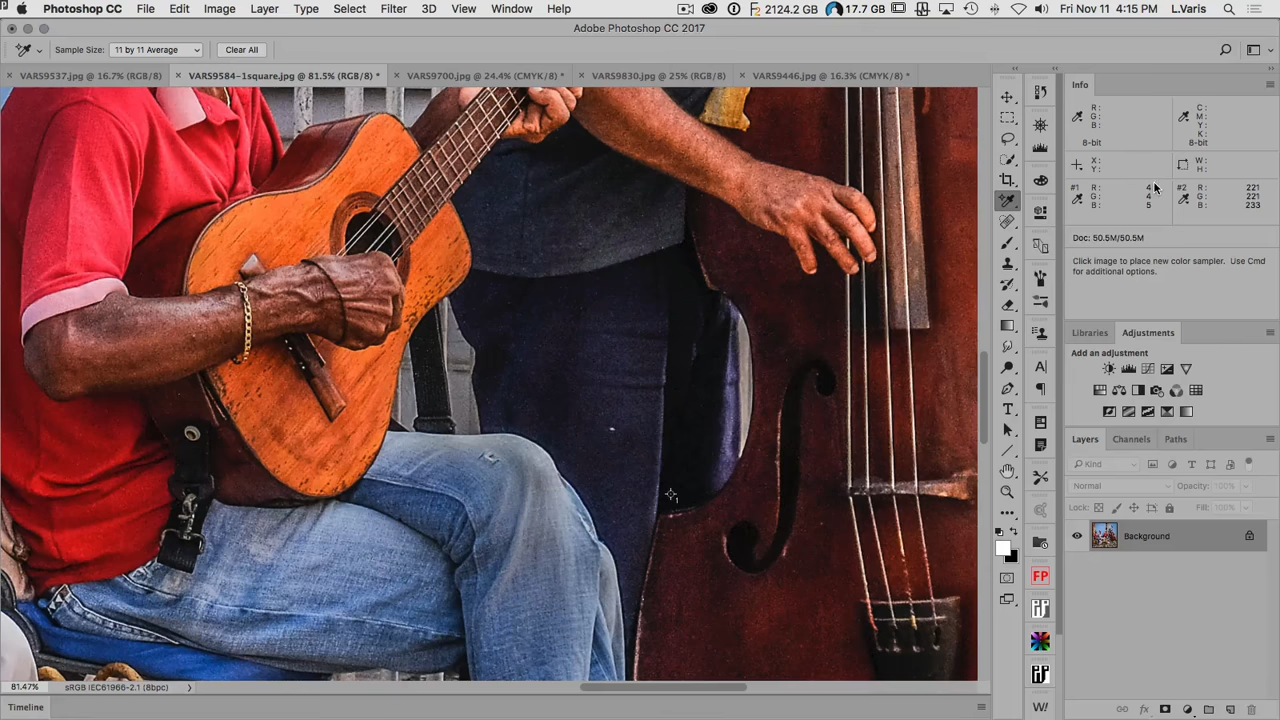 Photoshop CC File Edit Image Layer Type Select Filter 3D View Window Help 2124.2 GB 17.7 GB Fri Nov 11 4:15 PM L.Varis
Adobe Photoshop CC 2017
Sample Size: 11 by 11 Average Clear All
VARS9537.jpg @ 16.7% (RGB/8) VARS9584-1square.jpg @ 81.5% (RGB/8) * VARS9700.jpg @ 24.4% (CMYK/8) * VARS9830.jpg @ 25% (RGB/8) VARS9446.jpg @ 16.3% (CMYK/8) *
Info
R: C:
G: M:
B: Y:
K:
8-bit 8-bit
X: W:
Y: H:
#1 R: 4 #2 R: 221
G: 4 G: 221
B: 5 B: 233
Doc: 50.5M/50.5M
Click image to place new color sampler. Use Cmd
for additional options.
Libraries Adjustments
Add an adjustment
Layers Channels Paths
Kind
Normal Opacity: 100%
Lock: Fill: 100%
Background
FP
W!
81.47% sRGB IEC61966-2.1 (8bpc)
Timeline